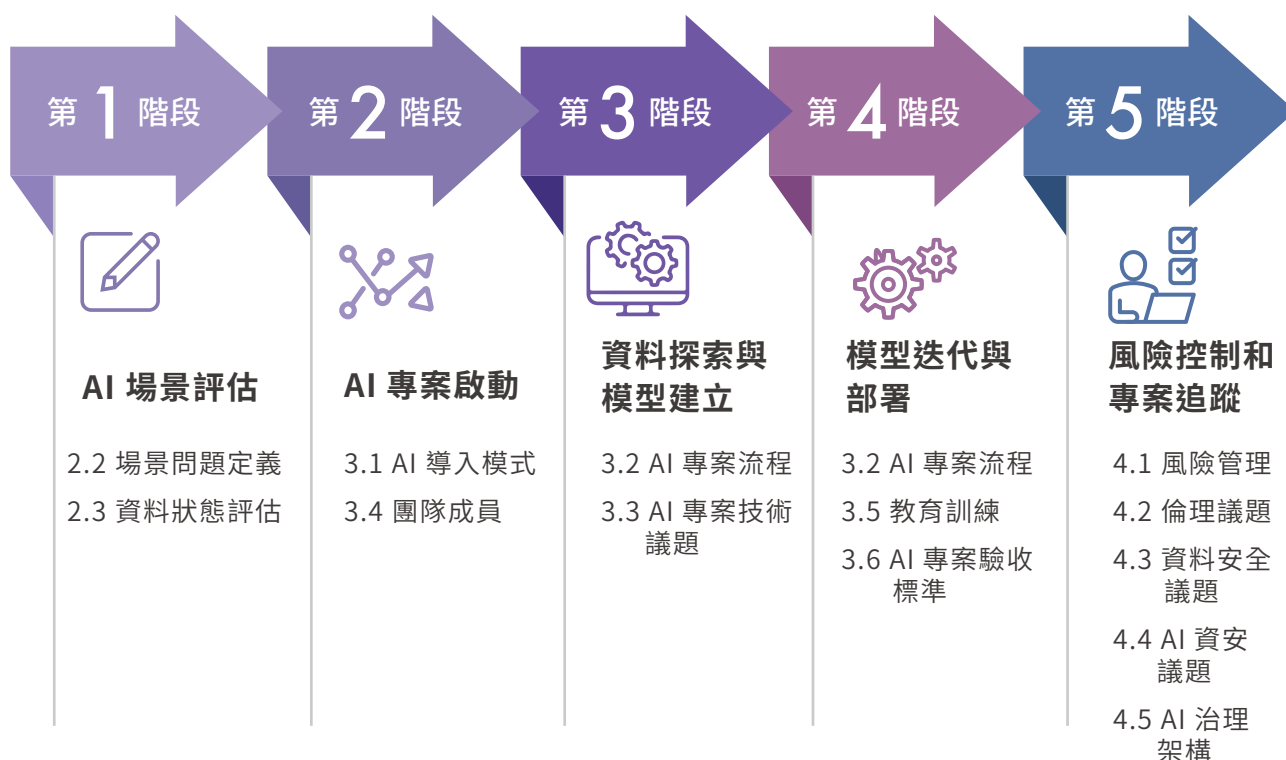 第 1 階段
第 2 階段
第 3 階段
第 4 階段
第 5 階段
AI 場景評估
2.2 場景問題定義
2.3 資料狀態評估
AI 專案啟動
3.1 AI 導入模式
3.4 團隊成員
資料探索與
模型建立
3.2 AI 專案流程
3.3 AI 專案技術
議題
模型迭代與
部署
3.2 AI 專案流程
3.5 教育訓練
3.6 AI 專案驗收
標準
風險控制和
專案追蹤
4.1 風險管理
4.2 倫理議題
4.3 資料安全
議題
4.4 AI 資安
議題
4.5 AI 治理
架構